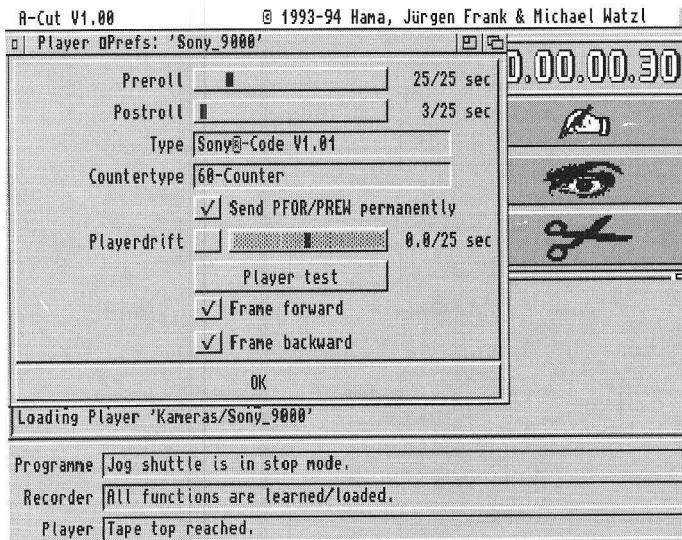 A-Cut V1.00 © 1993-94 Hama, Jürgen Frank & Michael Watzl
Player Prefs: 'Sony_9000'
0.00.00.30
Preroll 25/25 sec
Postroll 3/25 sec
Type Sony®-Code V1.01
Countertype 60-Counter
✓ Send PFOR/PREW permanently
Playerdrift 0.0/25 sec
Player test
✓ Frame forward
✓ Frame backward
OK
Loading Player 'Kameras/Sony_9000'
Programme Jog shuttle is in stop mode.
Recorder All functions are learned/loaded.
Player Tape top reached.